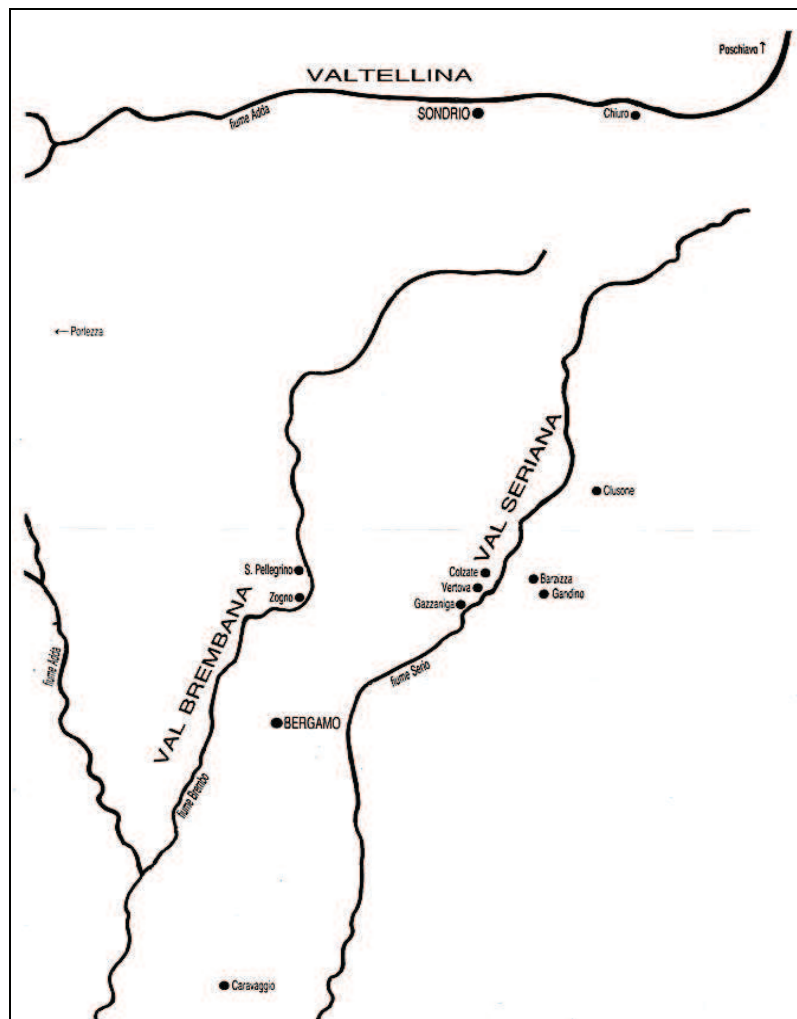 Poschiavo ↑
VALTELLINA
fiume Adda
SONDRIO
Chiuro
← Porlezza
VAL SERIANA
Clusone
S. Pellegrino
Colzate
Barzizza
Vertova
Zogno
Gandino
Gazzaniga
VAL BREMBANA
fiume Adda
fiume Serio
BERGAMO
fiume Brembo
Caravaggio